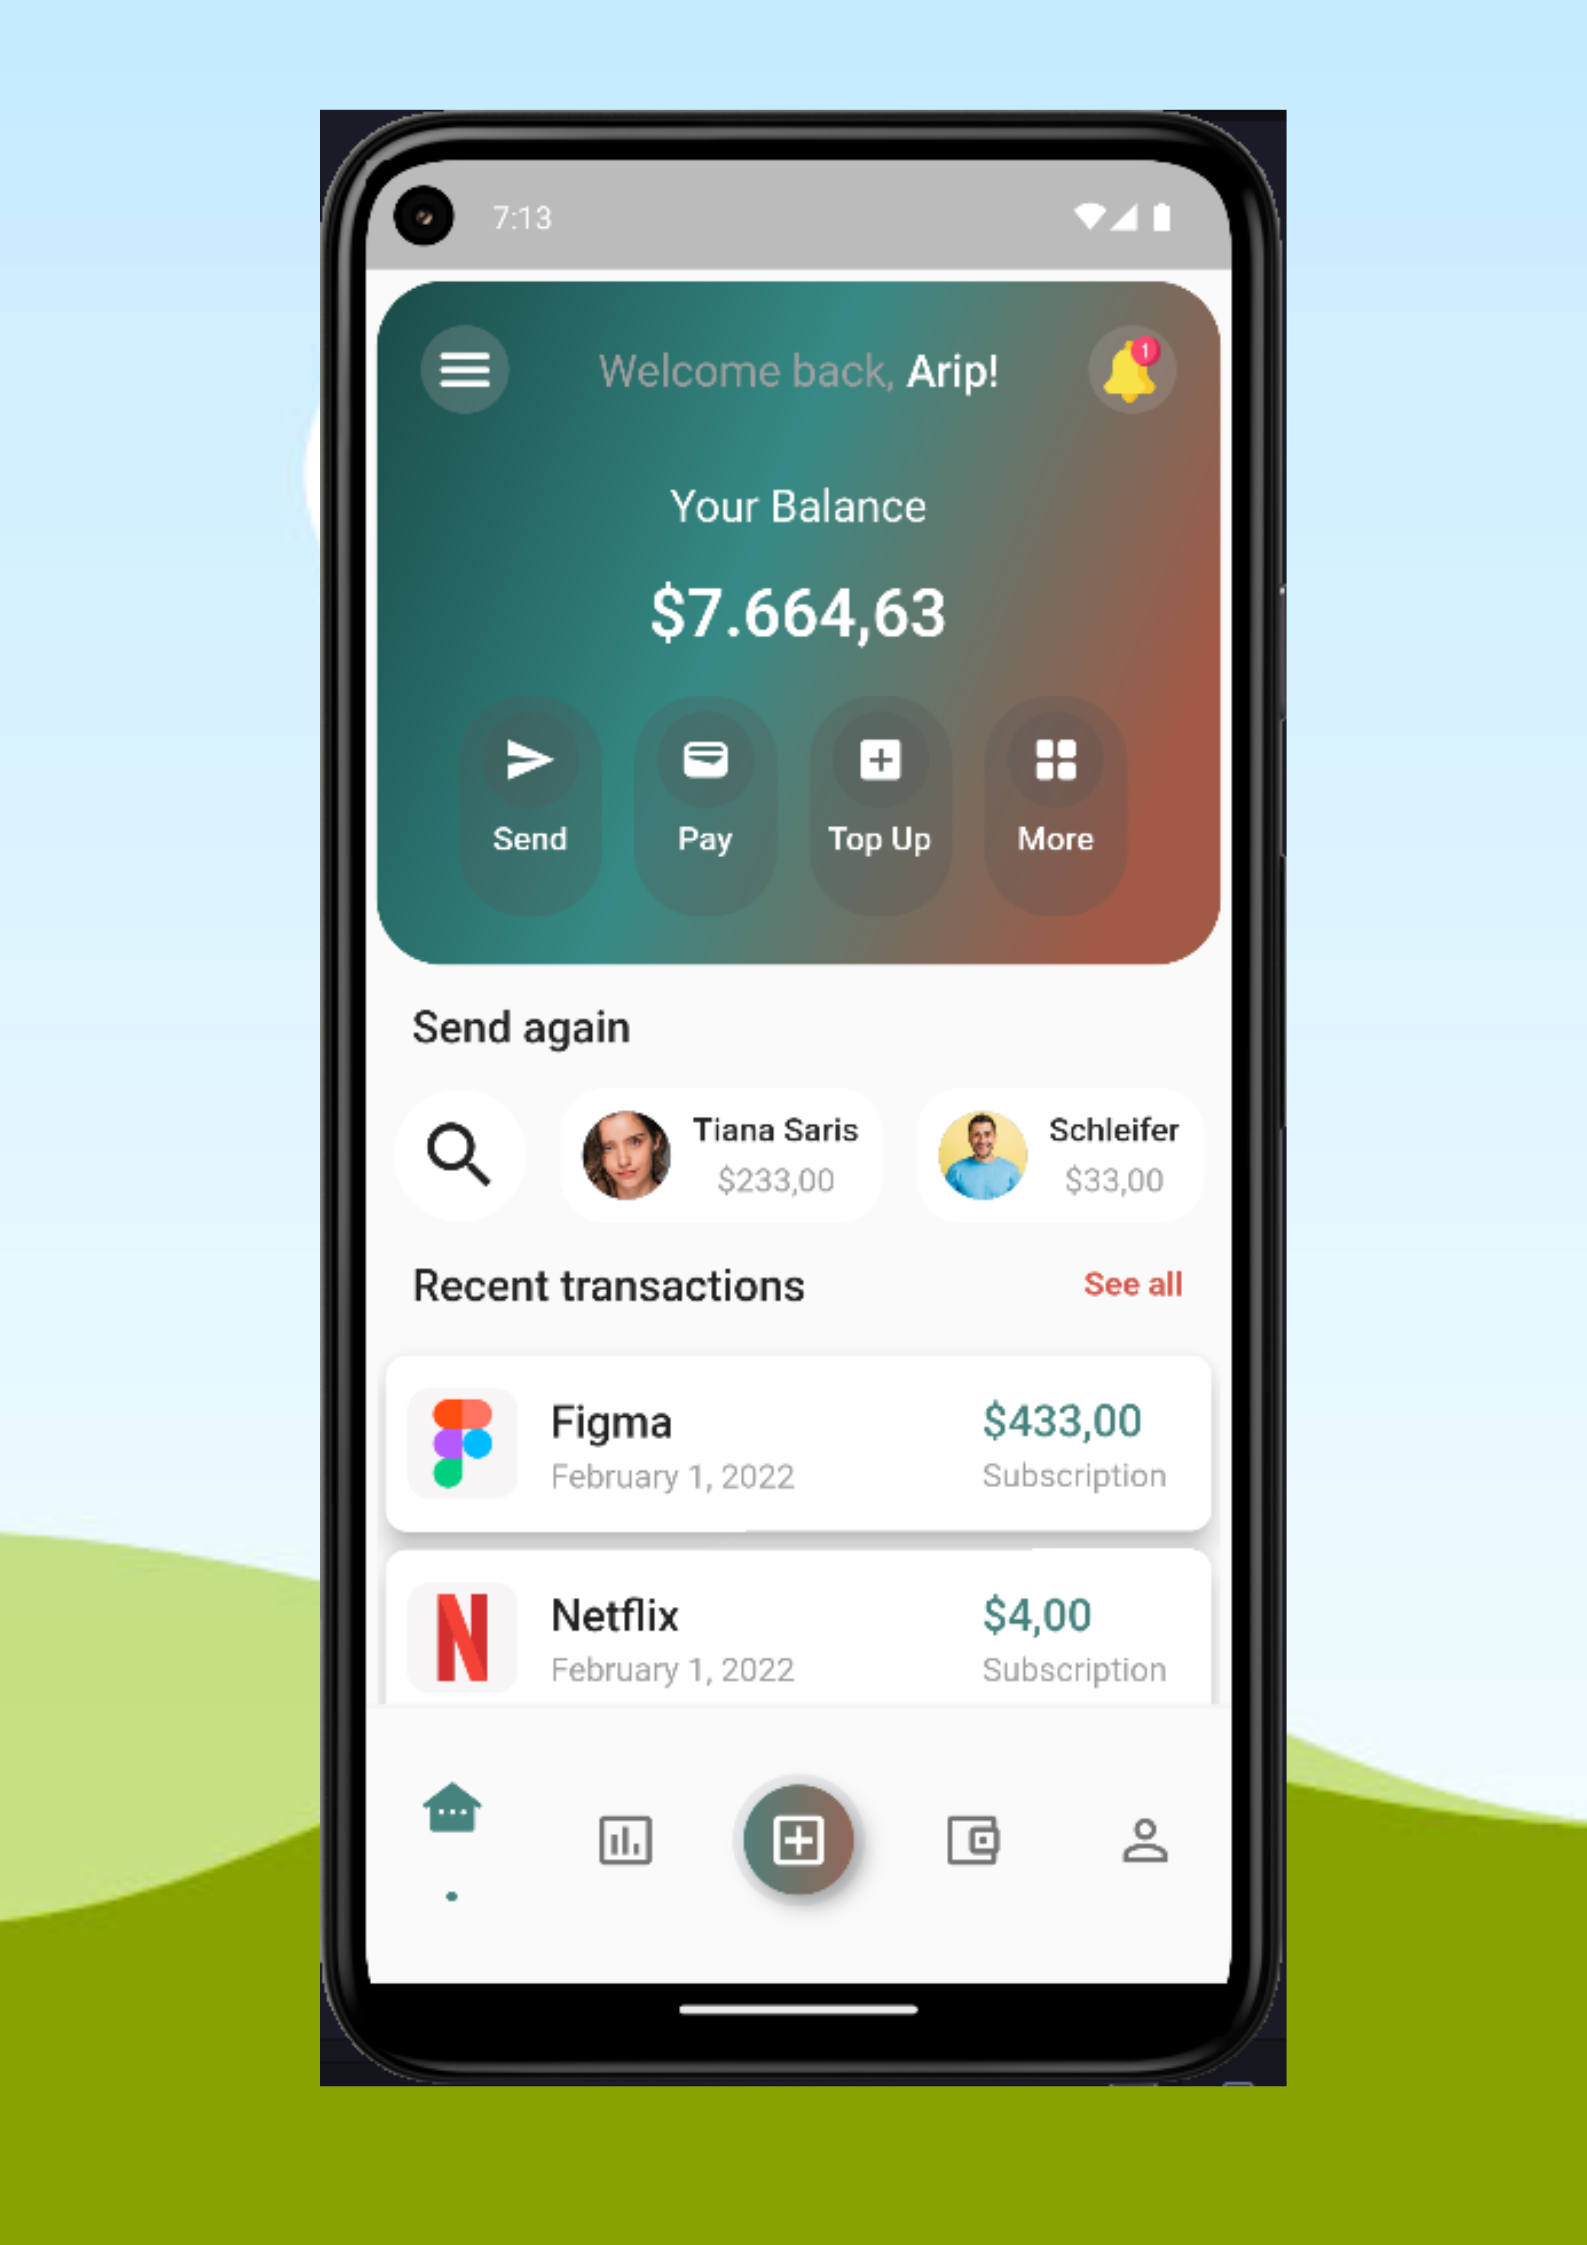 7:13
Welcome back, Arip!
1
Your Balance
$7.664,63
Send Pay Top Up More
Send again
Tiana Saris Schleifer
$233,00 $33,00
Recent transactions See all
Figma $433,00
February 1, 2022 Subscription
Netflix $4,00
February 1, 2022 Subscription